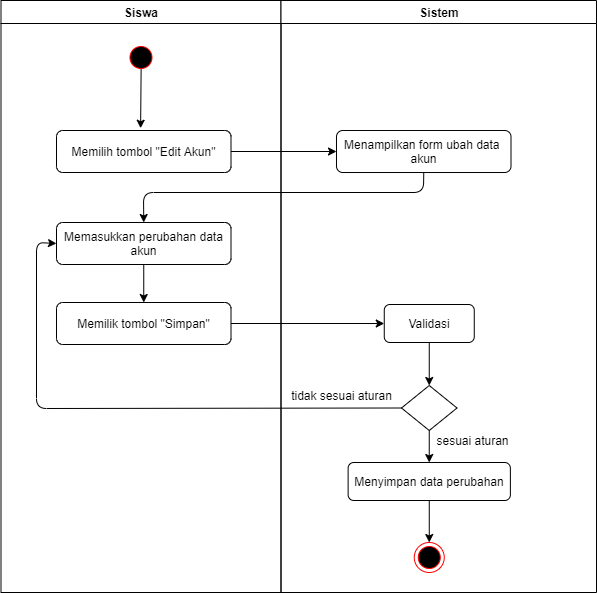 Siswa
Sistem
Memilih tombol "Edit Akun"
Menampilkan form ubah data
akun
Memasukkan perubahan data
akun
Memilik tombol "Simpan"
Validasi
tidak sesuai aturan
sesuai aturan
Menyimpan data perubahan